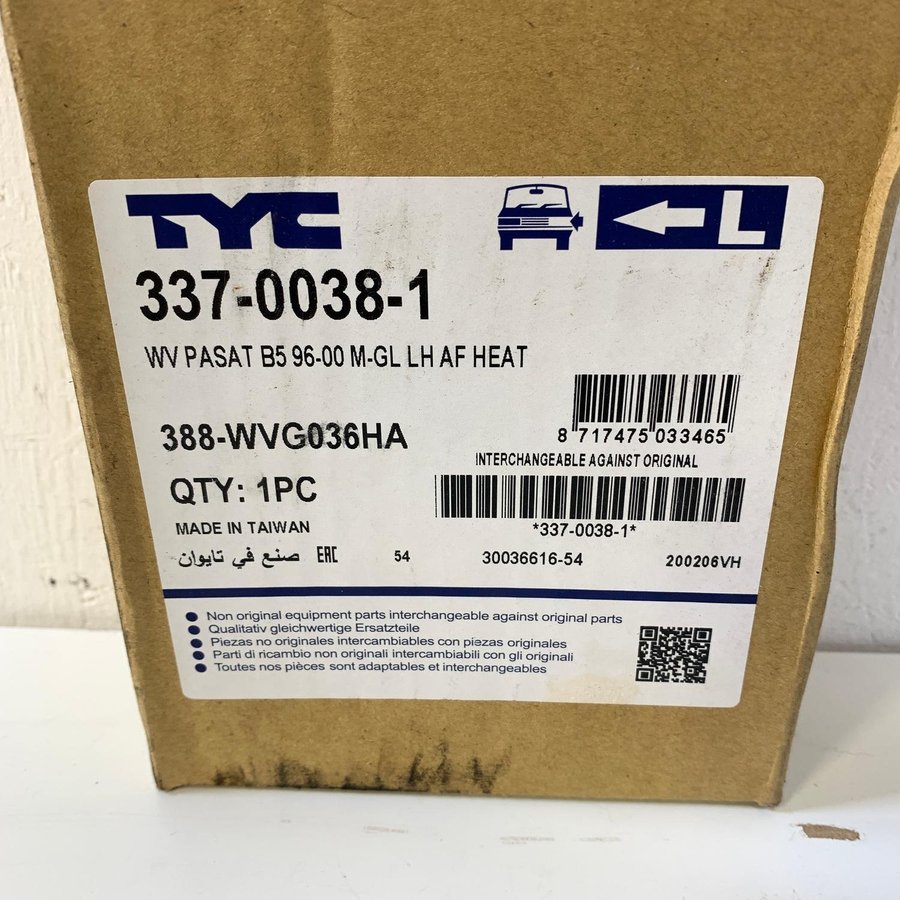 TYC
L
337-0038-1
WV PASAT B5 96-00 M-GL LH AF HEAT
388-WVG036HA
8 717475 033465
INTERCHANGEABLE AGAINST ORIGINAL
QTY: 1PC
*337-0038-1*
MADE IN TAIWAN
صنع في تايوان EAC 54 30036616-54 200206VH
Non original equipment parts interchangeable against original parts
Qualitativ gleichwertige Ersatzteile
Piezas no originales intercambiables con piezas originales
Parti di ricambio non originali intercambiabili con gli originali
Toutes nos pièces sont adaptables et interchangeables